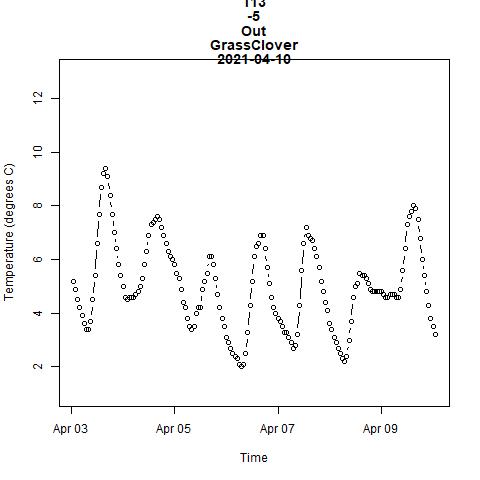 113
-5
Out
GrassClover
2021-04-10
Temperature (degrees C)
12
10
8
6
4
2
Apr 03
Apr 05
Apr 07
Apr 09
Time